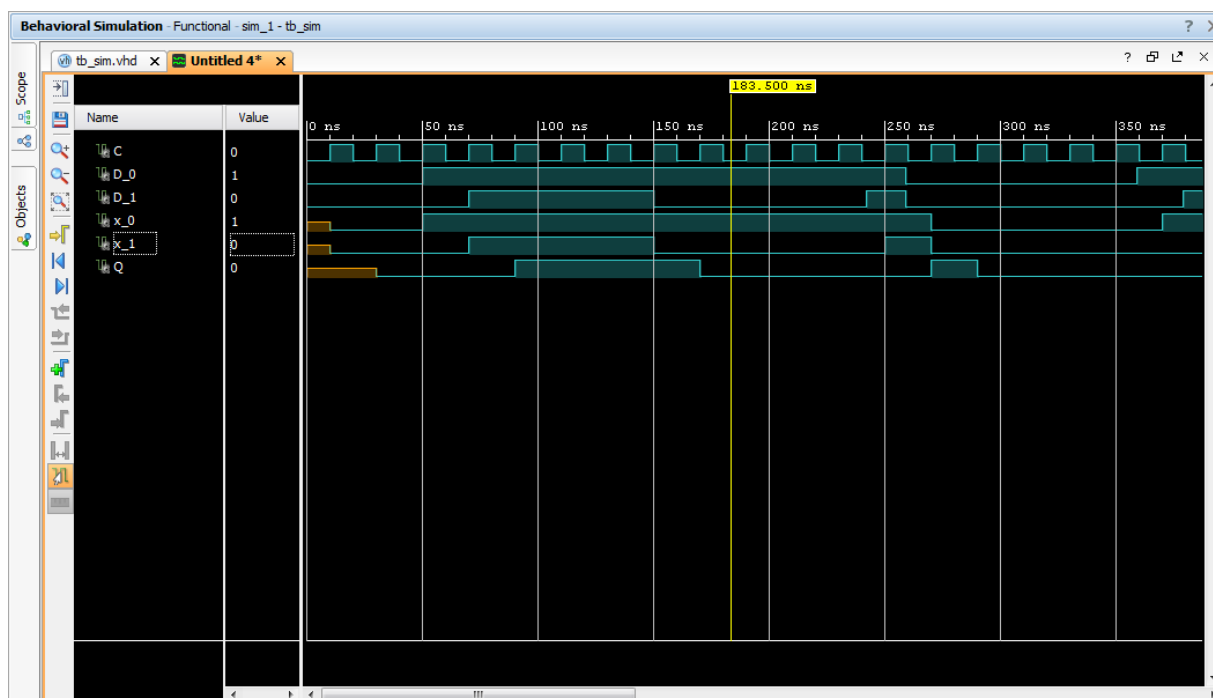 Behavioral Simulation - Functional - sim_1 - tb_sim
? X
Scope
Objects
tb_sim.vhd X Untitled 4* X
?
183.500 ns
Name Value
0 ns 50 ns 100 ns 150 ns 200 ns 250 ns 300 ns 350 ns
C 0
D_0 1
D_1 0
x_0 1
x_1 0
Q 0